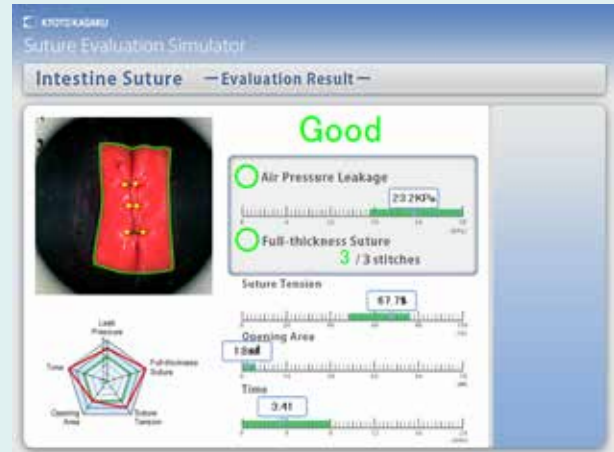 KYOTO KAGAKU
Suture Evaluation Simulator
Intestine Suture —Evaluation Result—
Good
Air Pressure Leakage
23.2KPa
Full-thickness Suture
3 / 3 stitches
Suture Tension
67.7%
Opening Area
Time
3.41
Leak
Pressure
Full-thickness
Suture
Suture
Tension
Opening
Area
Time